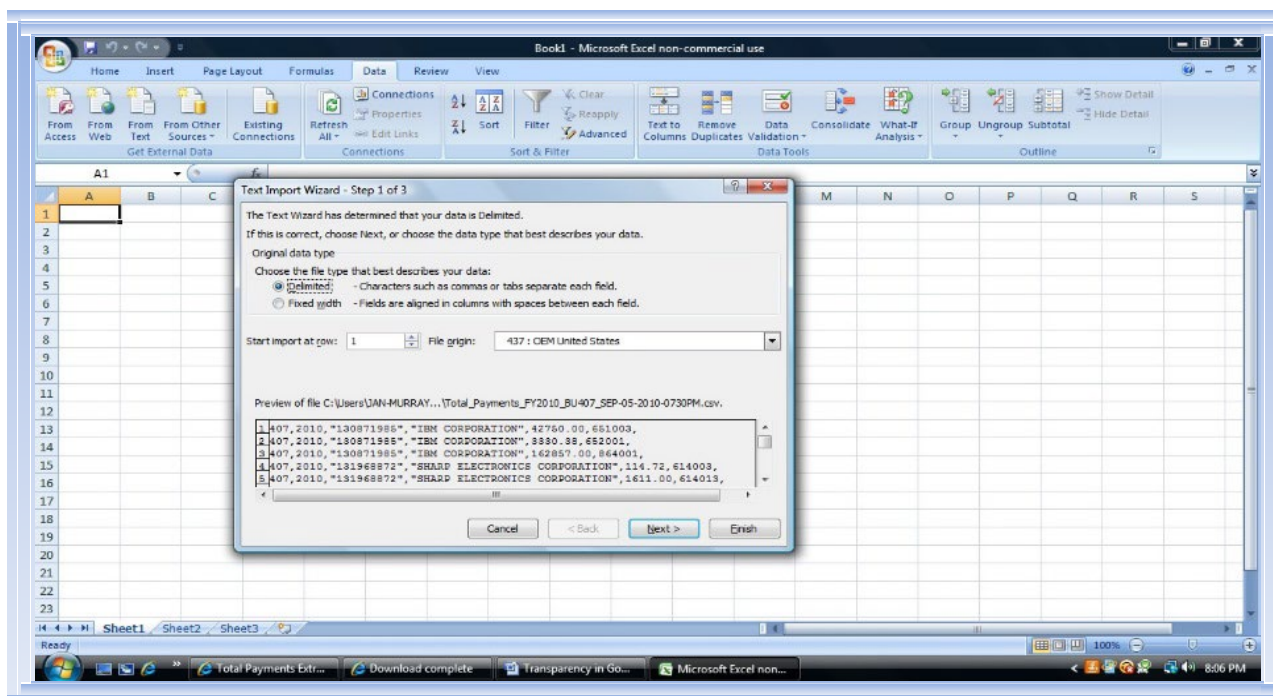 Book1 - Microsoft Excel non-commercial use
Home Insert Page Layout Formulas Data Review View
From Access
From Web
From Text
From Other Sources
Existing Connections
Refresh All
Connections
Properties
Edit Links
Sort
Filter
Clear
Reapply
Advanced
Text to Columns
Remove Duplicates
Data Validation
Consolidate
What-If Analysis
Group
Ungroup
Subtotal
Show Detail
Hide Detail
Get External Data Connections Sort & Filter Data Tools Outline
A1 fx
A B C M N O P Q R S
Text Import Wizard - Step 1 of 3
The Text Wizard has determined that your data is Delimited.
If this is correct, choose Next, or choose the data type that best describes your data.
Original data type
Choose the file type that best describes your data:
Delimited - Characters such as commas or tabs separate each field.
Fixed width - Fields are aligned in columns with spaces between each field.
Start import at row: 1 File origin: 437 : OEM United States
Preview of file C:\Users\JAN-MURRAY...\Total_Payments_FY2010_BU407_SEP-05-2010-0730PM.csv.
1 407,2010,"130871985","IBM CORPORATION",42750.00,651003,
2 407,2010,"130871985","IBM CORPORATION",3330.38,652001,
3 407,2010,"130871985","IBM CORPORATION",162857.00,864001,
4 407,2010,"131968872","SHARP ELECTRONICS CORPORATION",114.72,614003,
5 407,2010,"131968872","SHARP ELECTRONICS CORPORATION",1611.00,614013,
Cancel < Back Next > Finish
1
2
3
4
5
6
7
8
9
10
11
12
13
14
15
16
17
18
19
20
21
22
23
Sheet1 Sheet2 Sheet3
Ready 100%
Total Payments Extr... Download complete Transparency in Go... Microsoft Excel non... 8:06 PM